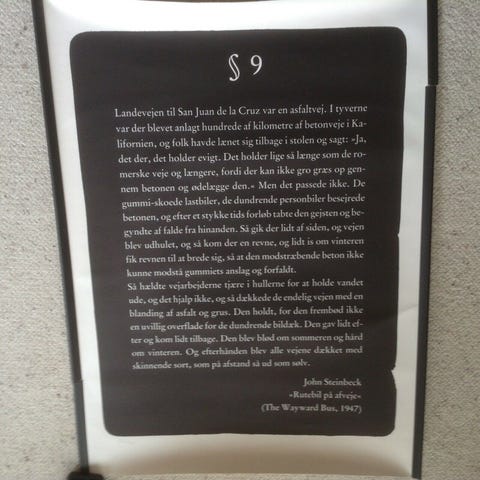 § 9
Landevejen til San Juan de la Cruz var en asfaltvej. I tyverne
var der blevet anlagt hundrede af kilometre af betonveje i Ka-
lifornien, og folk havde lænet sig tilbage i stolen og sagt: »Ja,
det der, det holder evigt. Det holder lige så længe som de ro-
merske veje og længere, fordi der kan ikke gro græs op gen-
nem betonen og ødelægge den.« Men det passede ikke. De
gummi-skoede lastbiler, de dundrende personbiler besejrede
betonen, og efter et stykke tids forløb tabte den gejsten og be-
gyndte af falde fra hinanden. Så gik der lidt af siden, og vejen
blev udhulet, og så kom der en revne, og lidt is om vinteren
fik revnen til at brede sig, så at den modstræbende beton ikke
kunne modstå gummiets anslag og forfaldt.
Så hældte vejarbejderne tjære i hullerne for at holde vandet
ude, og det hjalp ikke, og så dækkede de endelig vejen med en
blanding af asfalt og grus. Den holdt, for den frembød ikke
en uvillig overflade for de dundrende bildæk. Den gav lidt ef-
ter og kom lidt tilbage. Den blev blød om sommeren og hård
om vinteren. Og efterhånden blev alle vejene dækket med
skinnende sort, som på afstand så ud som sølv.
John Steinbeck
»Rutebil på afveje«
(The Wayward Bus, 1947)